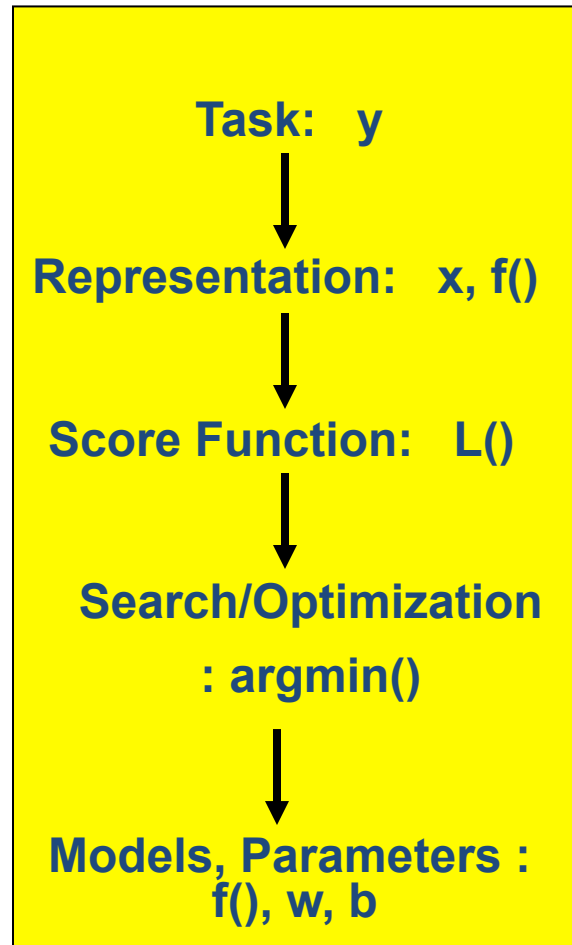 Task: y
Representation: x, f()
Score Function: L()
Search/Optimization
: argmin()
Models, Parameters :
f(), w, b